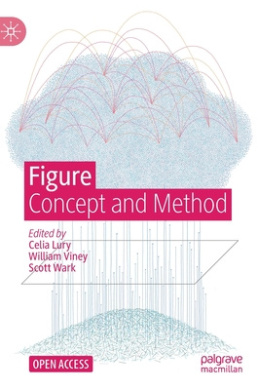 Figure
Concept and Method
Edited by
Celia Lury
William Viney
Scott Wark
OPEN ACCESS
palgrave
macmillan